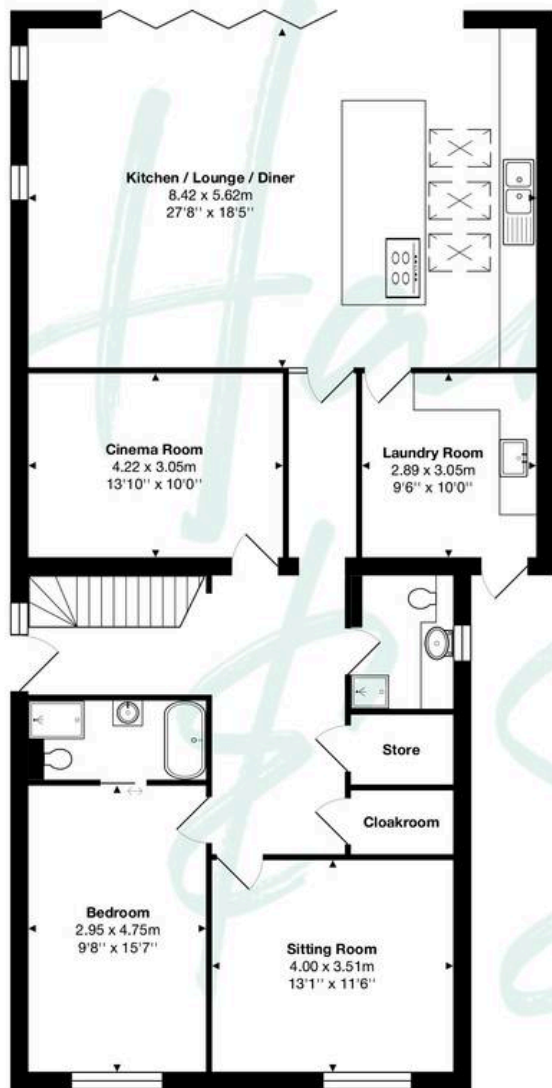 Kitchen / Lounge / Diner
8.42 x 5.62m
27'8'' x 18'5''
Cinema Room
4.22 x 3.05m
13'10'' x 10'0''
Laundry Room
2.89 x 3.05m
9'6'' x 10'0''
Store
Cloakroom
Bedroom
2.95 x 4.75m
9'8'' x 15'7''
Sitting Room
4.00 x 3.51m
13'1'' x 11'6''